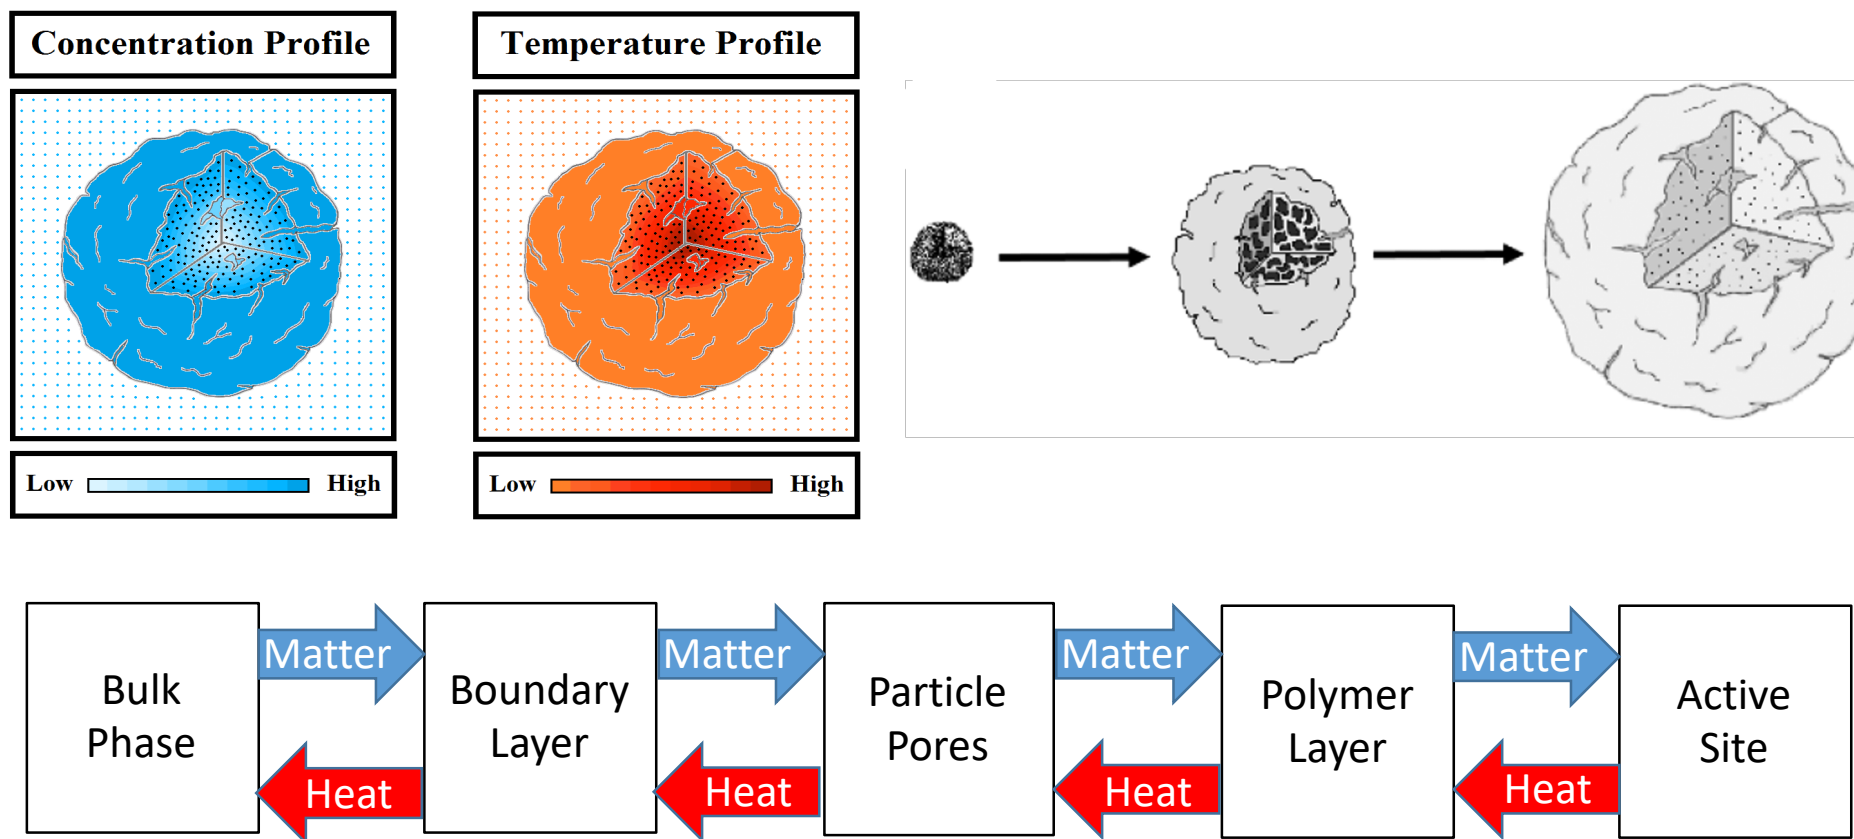 Concentration Profile
Temperature Profile
Low High
Low High
Matter
Matter
Matter
Matter
Bulk
Phase
Boundary
Layer
Particle
Pores
Polymer
Layer
Active
Site
Heat
Heat
Heat
Heat